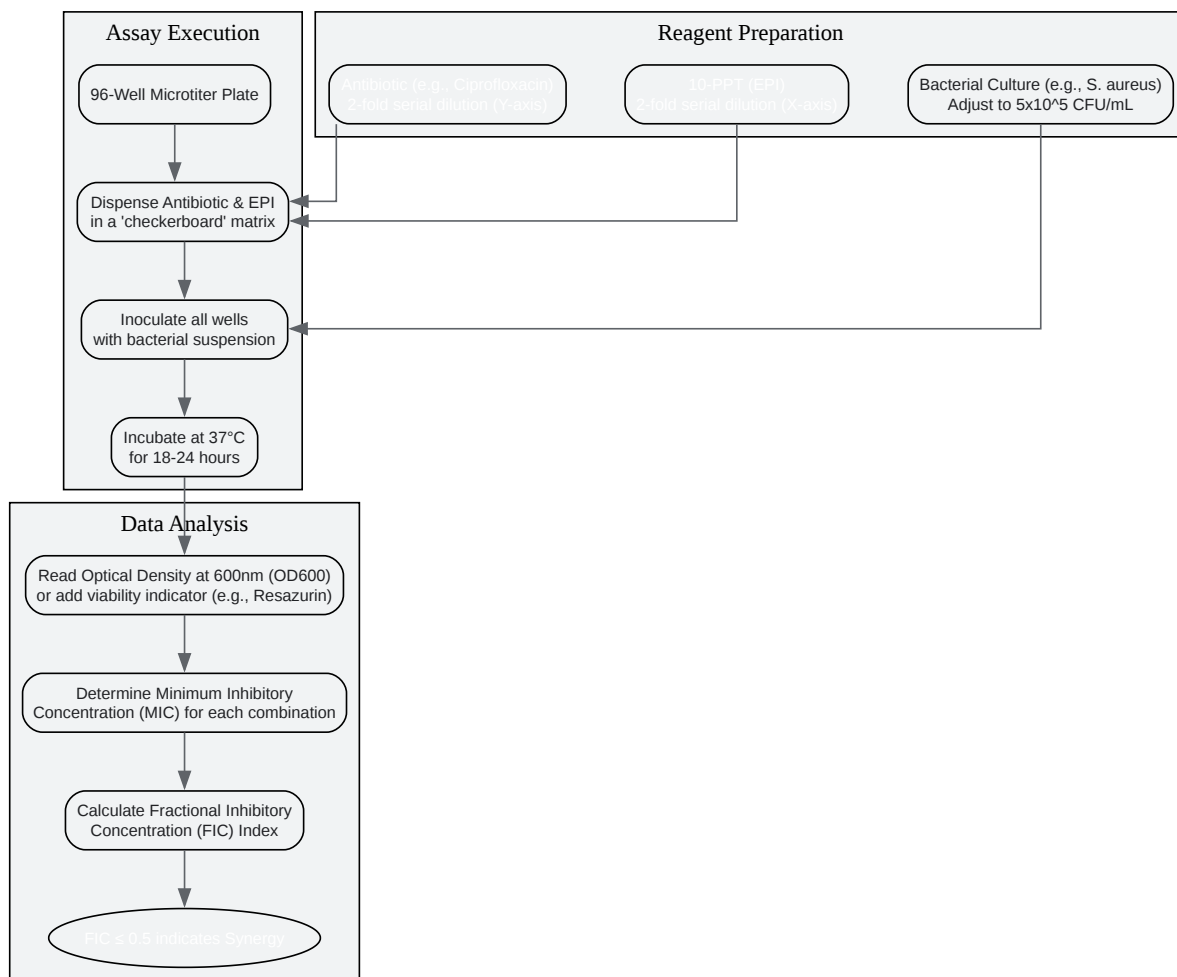 Assay Execution
96-Well Microtiter Plate
Dispense Antibiotic & EPI
in a 'checkerboard' matrix
Inoculate all wells
with bacterial suspension
Incubate at 37°C
for 18-24 hours
Reagent Preparation
Antibiotic (e.g., Ciprofloxacin)
2-fold serial dilution (Y-axis)
10-PPT (EPI)
2-fold serial dilution (X-axis)
Bacterial Culture (e.g., S. aureus)
Adjust to 5x10^5 CFU/mL
Data Analysis
Read Optical Density at 600nm (OD600)
or add viability indicator (e.g., Resazurin)
Determine Minimum Inhibitory
Concentration (MIC) for each combination
Calculate Fractional Inhibitory
Concentration (FIC) Index
FIC ≤ 0.5 indicates Synergy